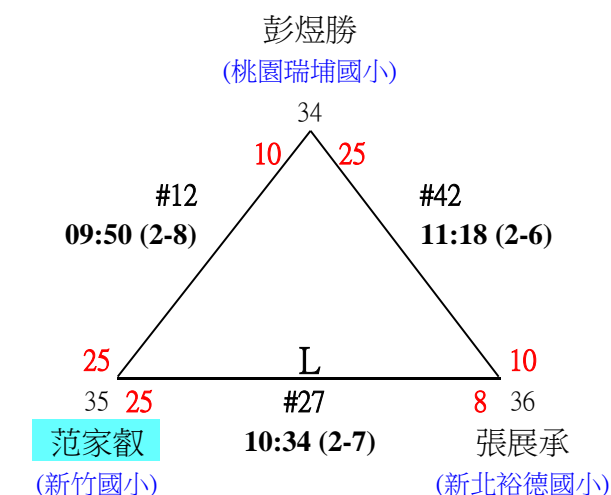 彭煜勝
(桃園瑞埔國小)
34
10 25
#12 #42
09:50 (2-8) 11:18 (2-6)
25 L 10
35 25 #27 8 36
范家叡 10:34 (2-7) 張展承
(新竹國小) (新北裕德國小)